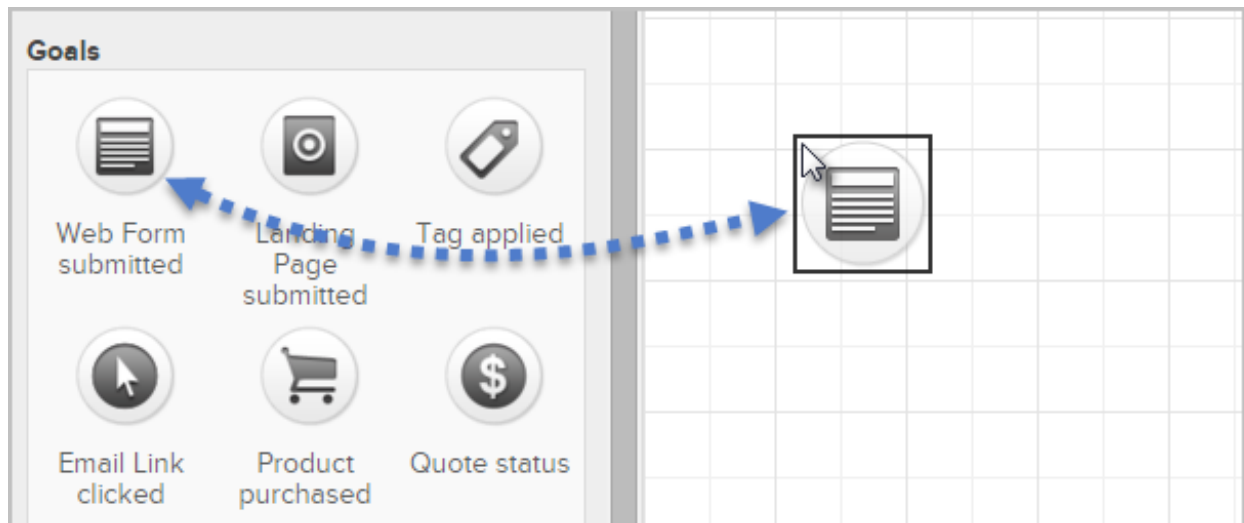 Goals
Web Form
submitted
Landing
Page
submitted
Tag applied
Email Link
clicked
Product
purchased
Quote status